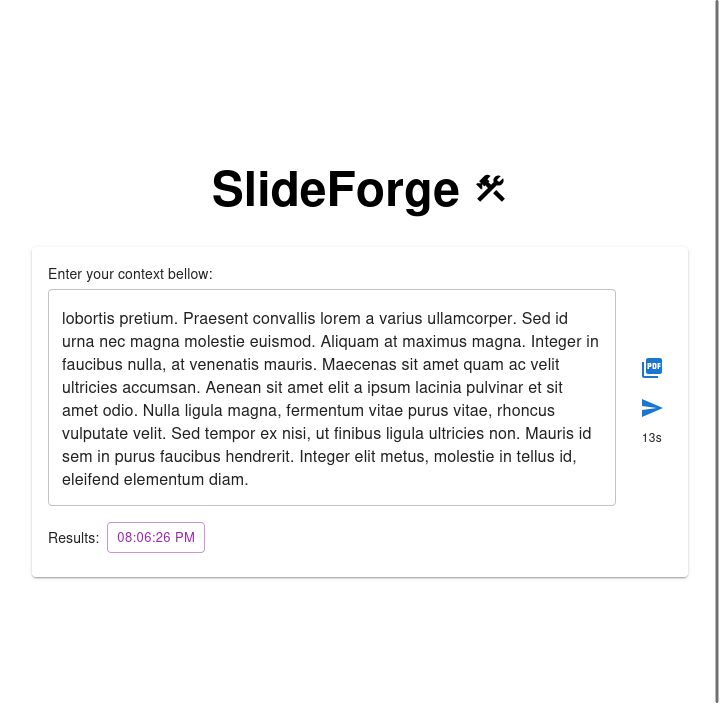 SlideForge
Enter your context bellow:
lobortis pretium. Praesent convallis lorem a varius ullamcorper. Sed id
urna nec magna molestie euismod. Aliquam at maximus magna. Integer in
faucibus nulla, at venenatis mauris. Maecenas sit amet quam ac velit
ultricies accumsan. Aenean sit amet elit a ipsum lacinia pulvinar et sit
amet odio. Nulla ligula magna, fermentum vitae purus vitae, rhoncus
vulputate velit. Sed tempor ex nisi, ut finibus ligula ultricies non. Mauris id
sem in purus faucibus hendrerit. Integer elit metus, molestie in tellus id,
eleifend elementum diam.
PDF
13s
Results: 08:06:26 PM